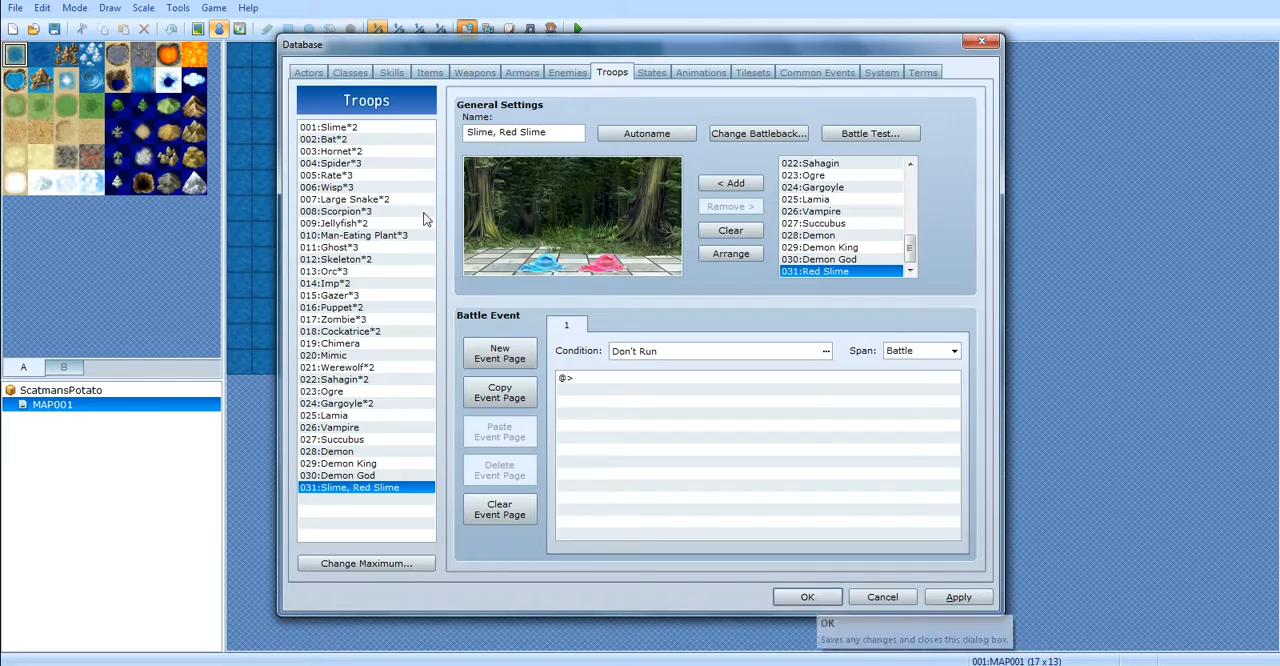 File Edit Mode Draw Scale Tools Game Help
Database
Actors Classes Skills Items Weapons Armors Enemies Troops States Animations Tilesets Common Events System Terms
Troops
001:Slime*2
002:Bat*2
003:Hornet*2
004:Spider*3
005:Rate*3
006:Wisp*3
007:Large Snake*2
008:Scorpion*3
009:Jellyfish*2
010:Man-Eating Plant*3
011:Ghost*3
012:Skeleton*2
013:Orc*3
014:Imp*2
015:Gazer*3
016:Puppet*2
017:Zombie*3
018:Cockatrice*2
019:Chimera
020:Mimic
021:Werewolf*2
022:Sahagin*2
023:Ogre
024:Gargoyle*2
025:Lamia
026:Vampire
027:Succubus
028:Demon
029:Demon King
030:Demon God
031:Slime, Red Slime
Change Maximum...
General Settings
Name:
Slime, Red Slime
Autoname
Change Battleback...
Battle Test...
< Add
Remove >
Clear
Arrange
022:Sahagin
023:Ogre
024:Gargoyle
025:Lamia
026:Vampire
027:Succubus
028:Demon
029:Demon King
030:Demon God
031:Red Slime
Battle Event
1
New
Event Page
Copy
Event Page
Paste
Event Page
Delete
Event Page
Clear
Event Page
Condition: Don't Run ...
Span: Battle
@>
OK Cancel Apply
OK
Saves any changes and closes this dialog box.
A B
ScatmansPotato
MAP001
001:MAP001 (17 x 13)